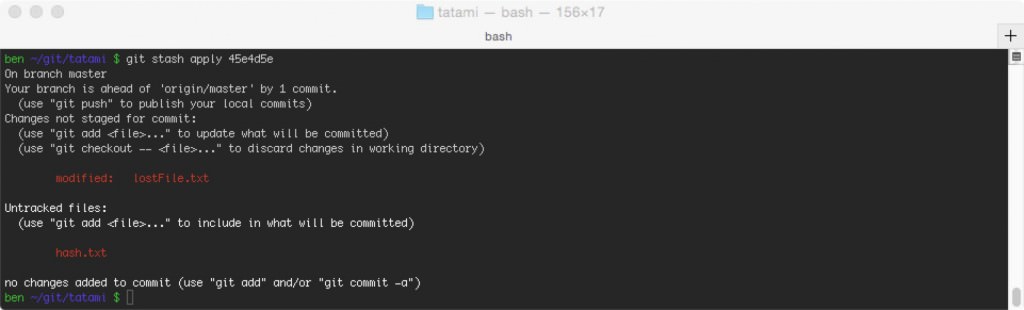 tatami — bash — 156×17
bash
+
ben ~/git/tatami $ git stash apply 45e4d5e
On branch master
Your branch is ahead of 'origin/master' by 1 commit.
  (use "git push" to publish your local commits)
Changes not staged for commit:
  (use "git add <file>..." to update what will be committed)
  (use "git checkout -- <file>..." to discard changes in working directory)
modified:   lostFile.txt
Untracked files:
  (use "git add <file>..." to include in what will be committed)
hash.txt
no changes added to commit (use "git add" and/or "git commit -a")
ben ~/git/tatami $